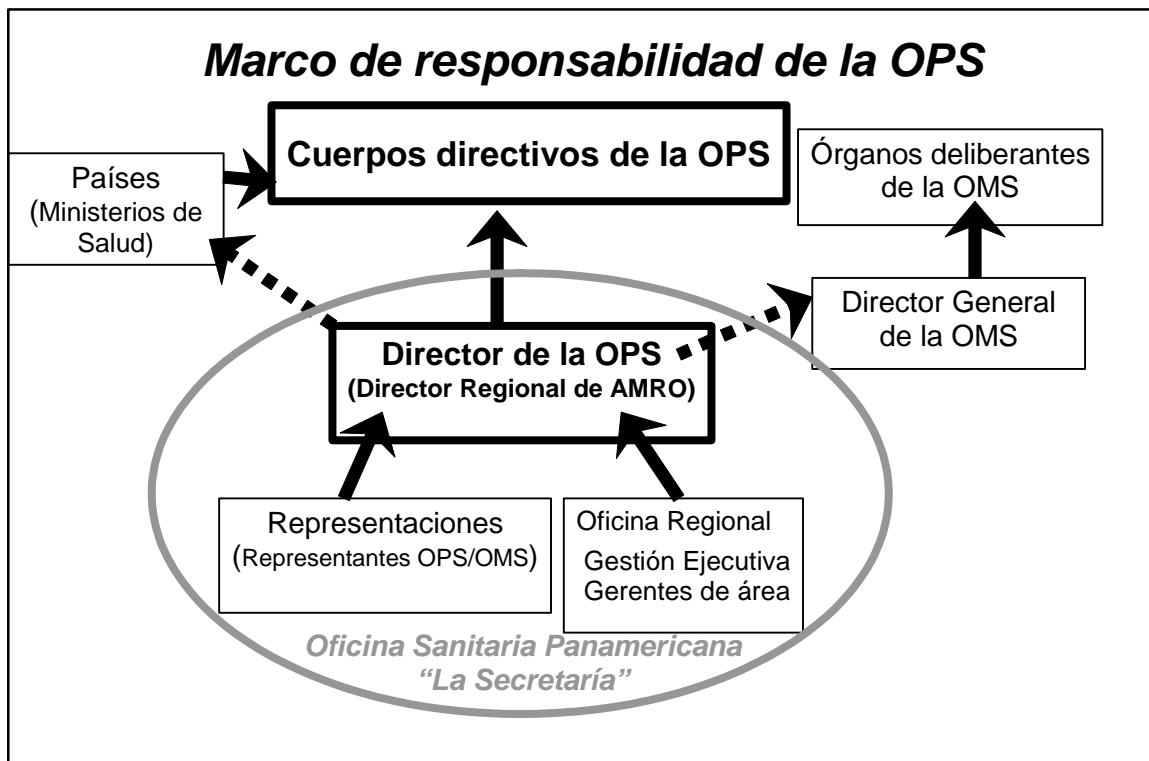 Marco de responsabilidad de la OPS
Cuerpos directivos de la OPS
Órganos deliberantes
de la OMS
Países
(Ministerios de
Salud)
Director General
de la OMS
Director de la OPS
(Director Regional de AMRO)
Representaciones
(Representantes OPS/OMS)
Oficina Regional
Gestión Ejecutiva
Gerentes de área
Oficina Sanitaria Panamericana
“La Secretaría”